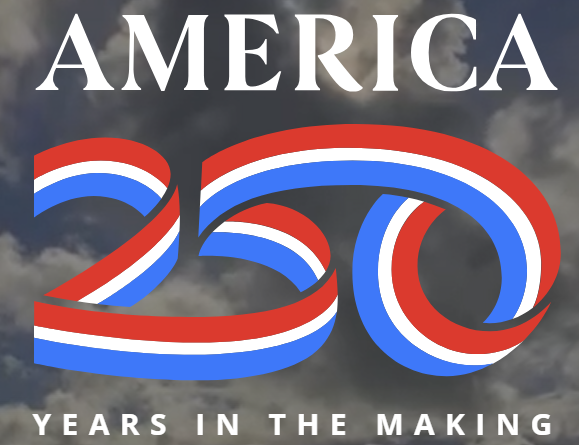 AMERICA
250
YEARS IN THE MAKING